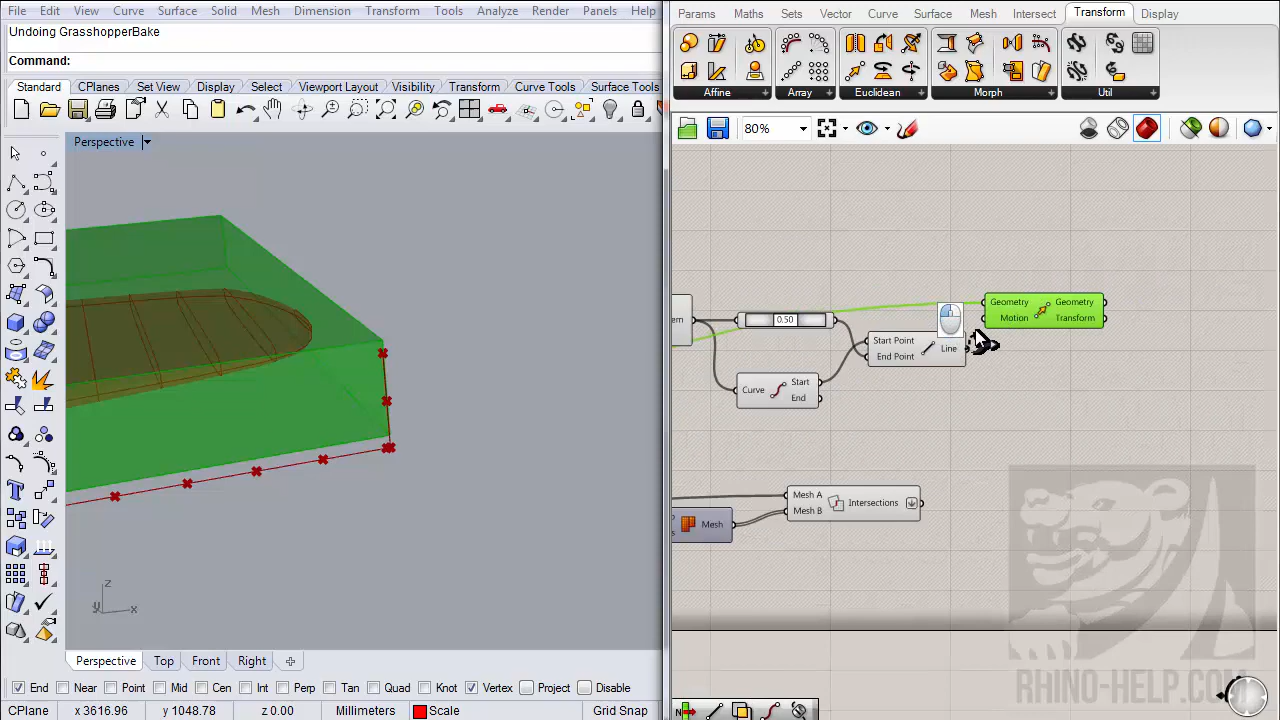 File Edit View Curve Surface Solid Mesh Dimension Transform Tools Analyze Render Panels Help
Undoing GrasshopperBake
Command:
Standard CPlanes Set View Display Select Viewport Layout Visibility Transform Curve Tools Surface Tools
Perspective
z
y x
Perspective Top Front Right
End Near Point Mid Cen Int Perp Tan Quad Knot Vertex Project Disable
CPlane x 3616.96 y 1048.78 z 0.00 Millimeters Scale Grid Snap
Params Maths Sets Vector Curve Surface Mesh Intersect Transform Display
Affine Array Euclidean Morph Util
80%
Geometry Geometry
Motion Transform
em 0.50
Start Point Line
End Point
Curve Start
End
Mesh A Intersections
Mesh B
Mesh
RHINO-HELP.COM